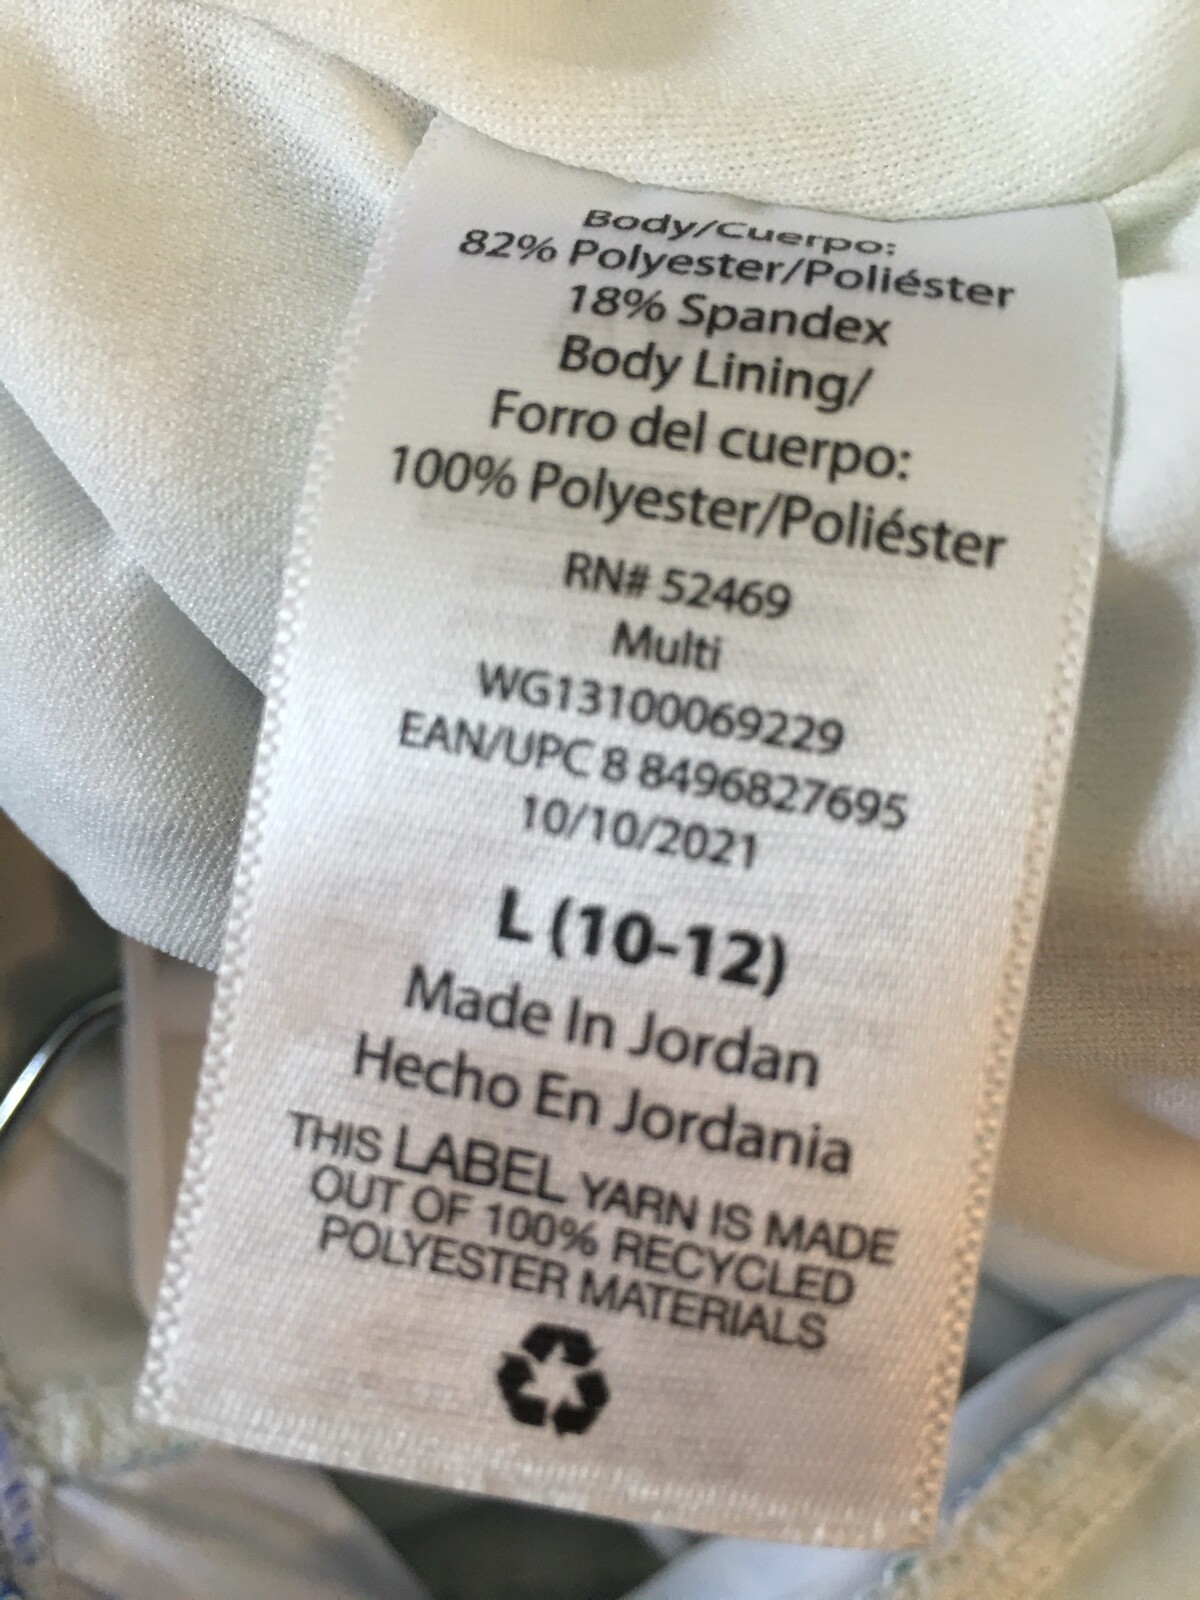 Body/Cuerpo:
82% Polyester/Poliéster
18% Spandex
Body Lining/
Forro del cuerpo:
100% Polyester/Poliéster
RN# 52469
Multi
WG13100069229
EAN/UPC 8 8496827695
10/10/2021
L (10-12)
Made In Jordan
Hecho En Jordania
THIS LABEL YARN IS MADE
OUT OF 100% RECYCLED
POLYESTER MATERIALS